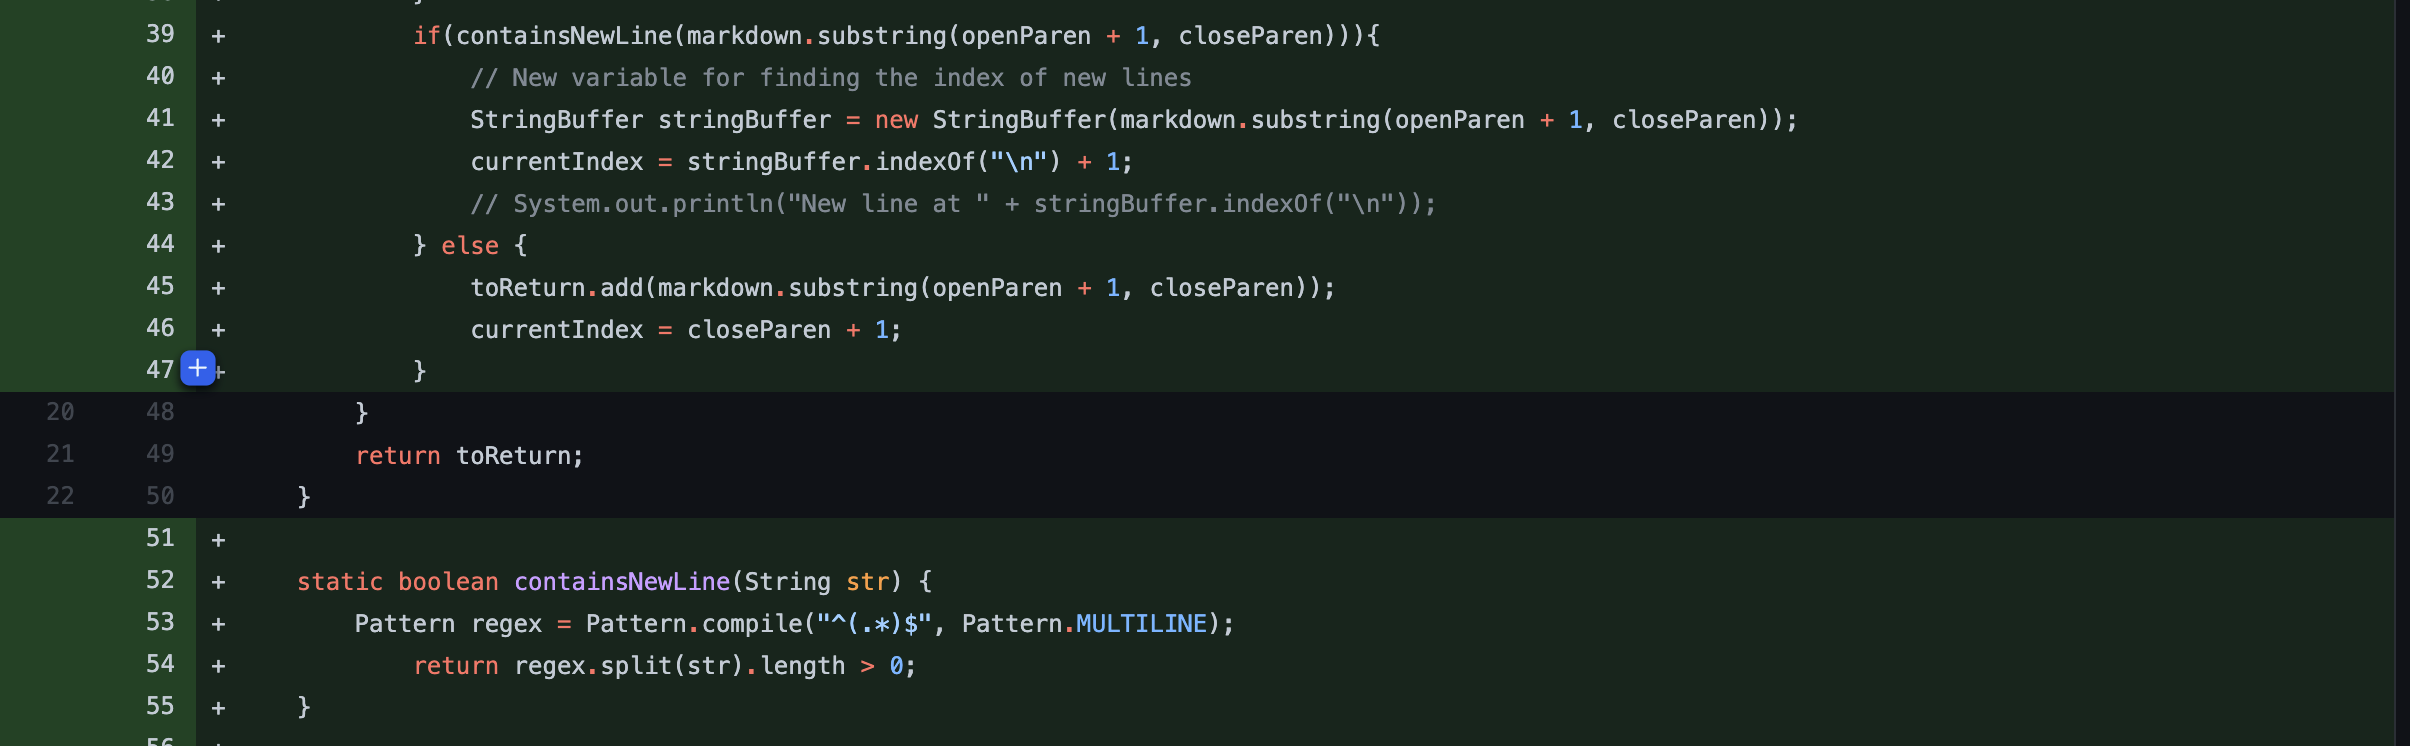 39 + if(containsNewLine(markdown.substring(openParen + 1, closeParen))){
40 + // New variable for finding the index of new lines
41 + StringBuffer stringBuffer = new StringBuffer(markdown.substring(openParen + 1, closeParen));
42 + currentIndex = stringBuffer.indexOf("\n") + 1;
43 + // System.out.println("New line at " + stringBuffer.indexOf("\n"));
44 + } else {
45 + toReturn.add(markdown.substring(openParen + 1, closeParen));
46 + currentIndex = closeParen + 1;
47 + }
20 48 }
21 49 return toReturn;
22 50 }
51 +
52 + static boolean containsNewLine(String str) {
53 + Pattern regex = Pattern.compile("^(.*)$", Pattern.MULTILINE);
54 + return regex.split(str).length > 0;
55 + }